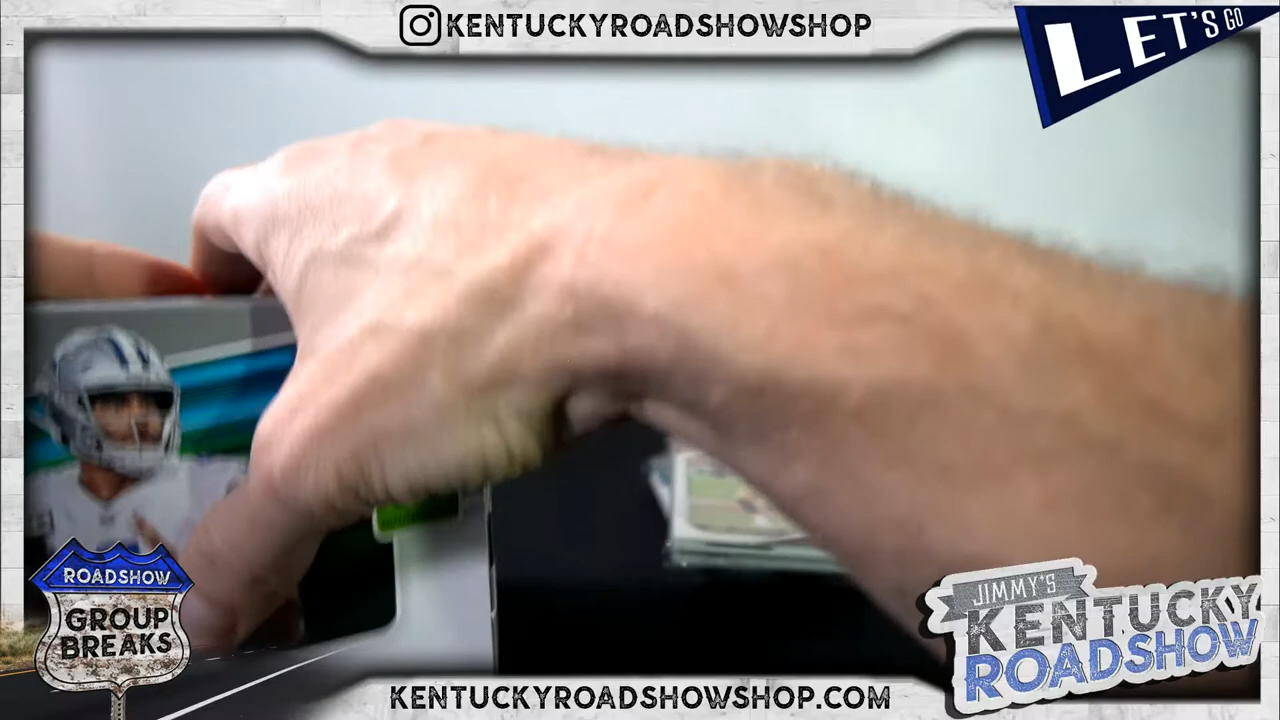 KENTUCKYROADSHOWSHOP
LET'S GO
ROADSHOW
GROUP
BREAKS
JIMMY'S
KENTUCKY
ROADSHOW
KENTUCKYROADSHOWSHOP.COM